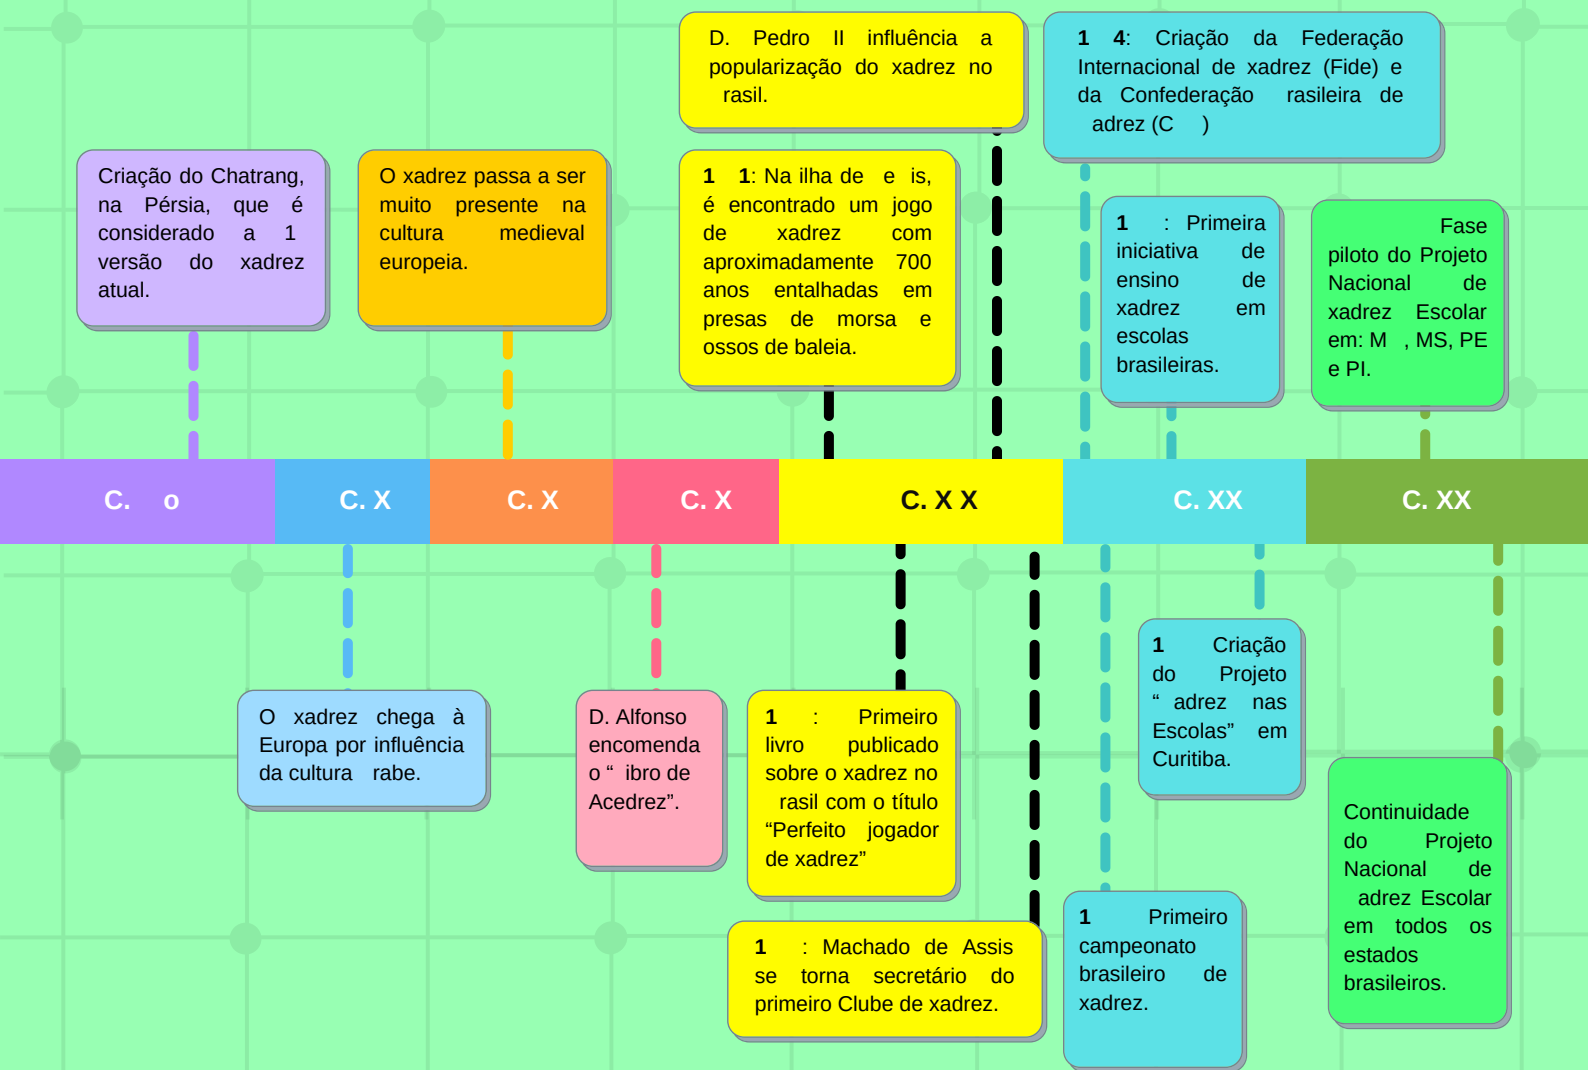 D. Pedro II influência a
popularização do xadrez no
rasil.
1 4: Criação da Federação
Internacional de xadrez (Fide) e
da Confederação rasileira de
adrez (C )
Criação do Chatrang,
na Pérsia, que é
considerado a 1
versão do xadrez
atual.
O xadrez passa a ser
muito presente na
cultura medieval
europeia.
1 1: Na ilha de e is,
é encontrado um jogo
de xadrez com
aproximadamente 700
anos entalhadas em
presas de morsa e
ossos de baleia.
1 : Primeira
iniciativa de
ensino de
xadrez em
escolas
brasileiras.
Fase
piloto do Projeto
Nacional de
xadrez Escolar
em: M , MS, PE
e PI.
C. o
C. X
C. X
C. X
C. X X
C. XX
C. XX
O xadrez chega à
Europa por influência
da cultura rabe.
D. Alfonso
encomenda
o “ ibro de
Acedrez”.
1 : Primeiro
livro publicado
sobre o xadrez no
rasil com o título
“Perfeito jogador
de xadrez”
1 : Machado de Assis
se torna secretário do
primeiro Clube de xadrez.
1 Primeiro
campeonato
brasileiro de
xadrez.
1 Criação
do Projeto
“ adrez nas
Escolas” em
Curitiba.
Continuidade
do Projeto
Nacional de
adrez Escolar
em todos os
estados
brasileiros.